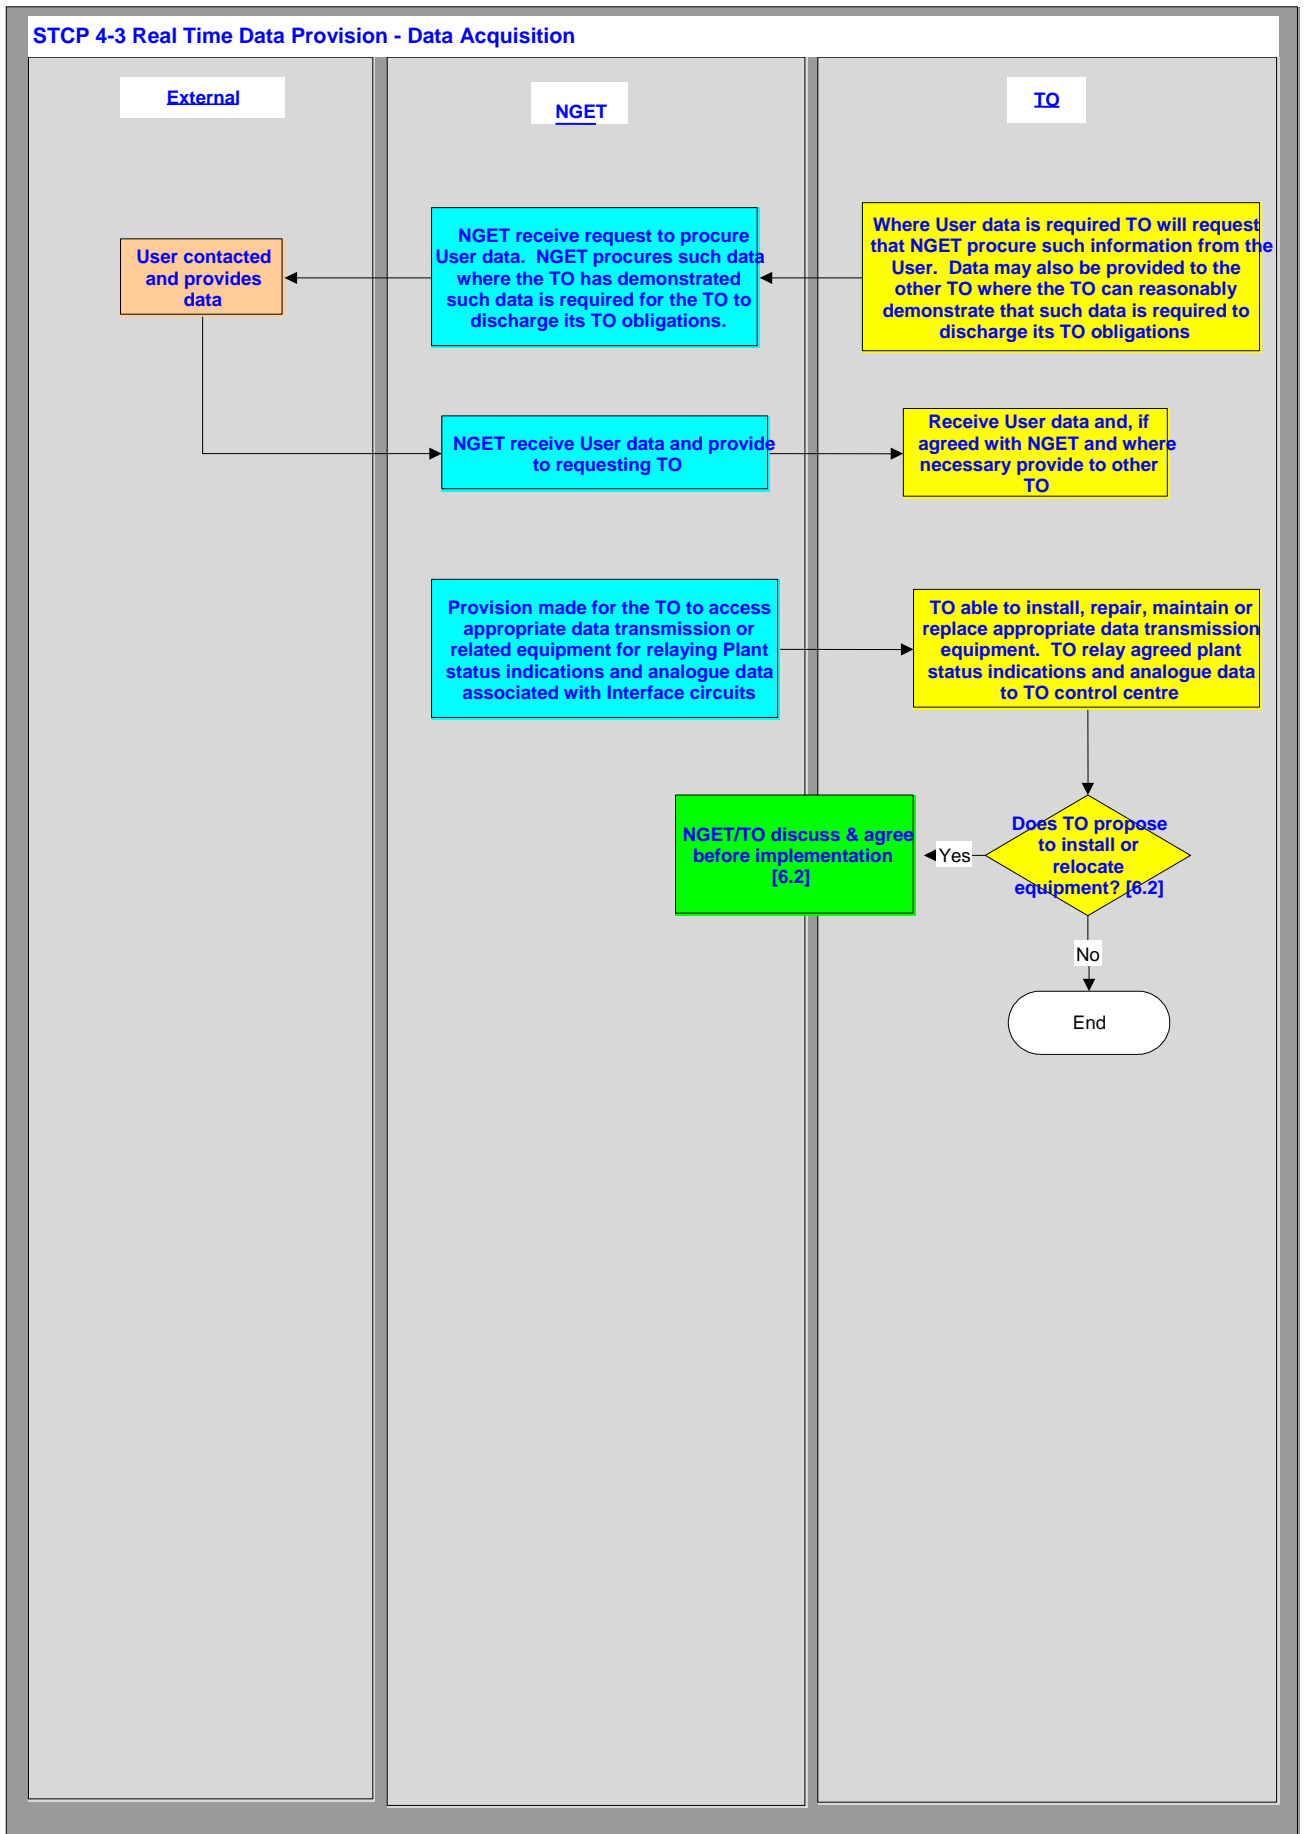 STCP 4-3 Real Time Data Provision - Data Acquisition
External
NGET
TO
User contacted
and provides
data
NGET receive request to procure
User data. NGET procures such data
where the TO has demonstrated
such data is required for the TO to
discharge its TO obligations.
Where User data is required TO will request
that NGET procure such information from the
User. Data may also be provided to the
other TO where the TO can reasonably
demonstrate that such data is required to
discharge its TO obligations
NGET receive User data and provide
to requesting TO
Receive User data and, if
agreed with NGET and where
necessary provide to other
TO
Provision made for the TO to access
appropriate data transmission or
related equipment for relaying Plant
status indications and analogue data
associated with Interface circuits
TO able to install, repair, maintain or
replace appropriate data transmission
equipment. TO relay agreed plant
status indications and analogue data
to TO control centre
NGET/TO discuss & agree
before implementation
[6.2]
Yes
Does TO propose
to install or
relocate
equipment? [6.2]
No
End